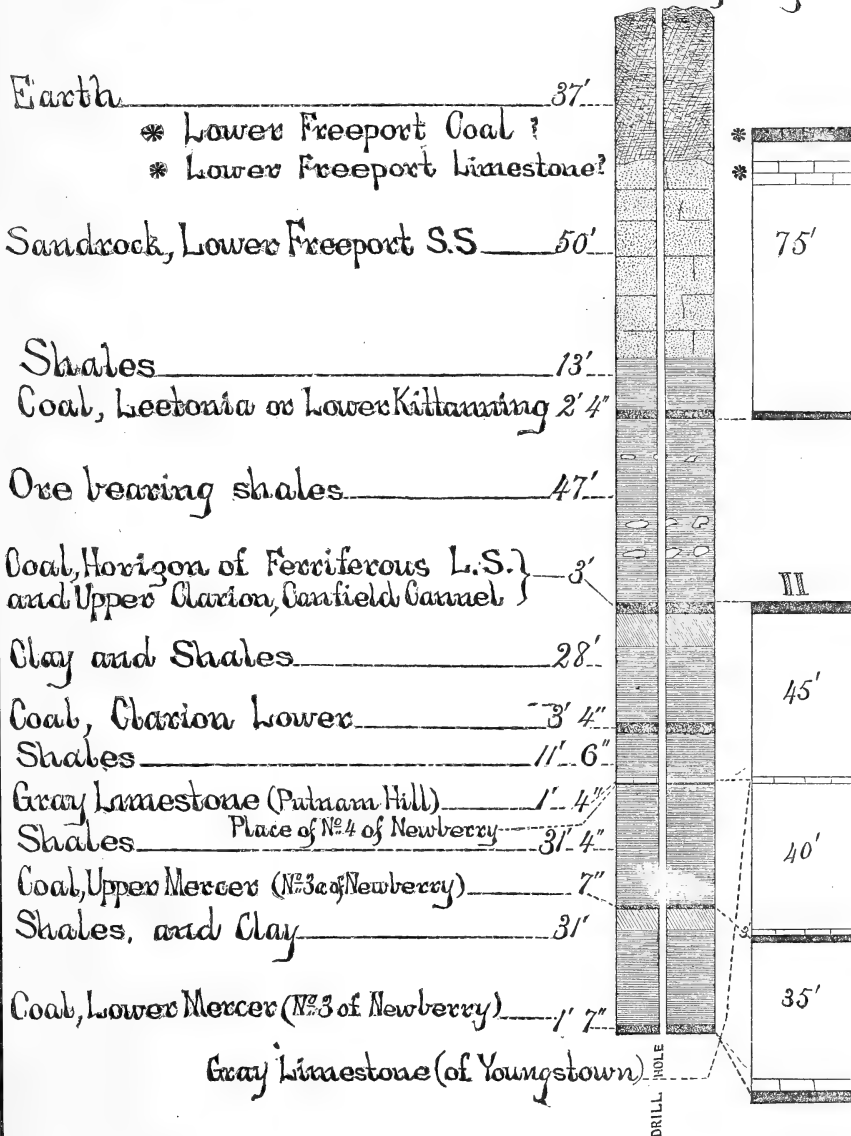 Earth 37'
* Lower Freeport Coal ?
* Lower Freeport Limestone?
Sandrock, Lower Freeport S.S 50'
Shales 13'
Coal, Leetonia or Lower Kittanning 2' 4"
Ore bearing shales 47'
Coal, Horizon of Ferriferous L.S. } 3'
and Upper Clarion, Canfield Cannel
Clay and Shales 28'
Coal, Clarion Lower 3' 4"
Shales 11' 6"
Gray Limestone (Putnam Hill) 1' 4"
Place of No. 4 of Newberry
Shales 31' 4"
Coal, Upper Mercer (No. 3a of Newberry) 7"
Shales, and Clay 31'
Coal, Lower Mercer (No. 3 of Newberry) 1' 7"
Gray Limestone (of Youngstown)
DRILL HOLE
*
*
75'
II
45'
40'
35'